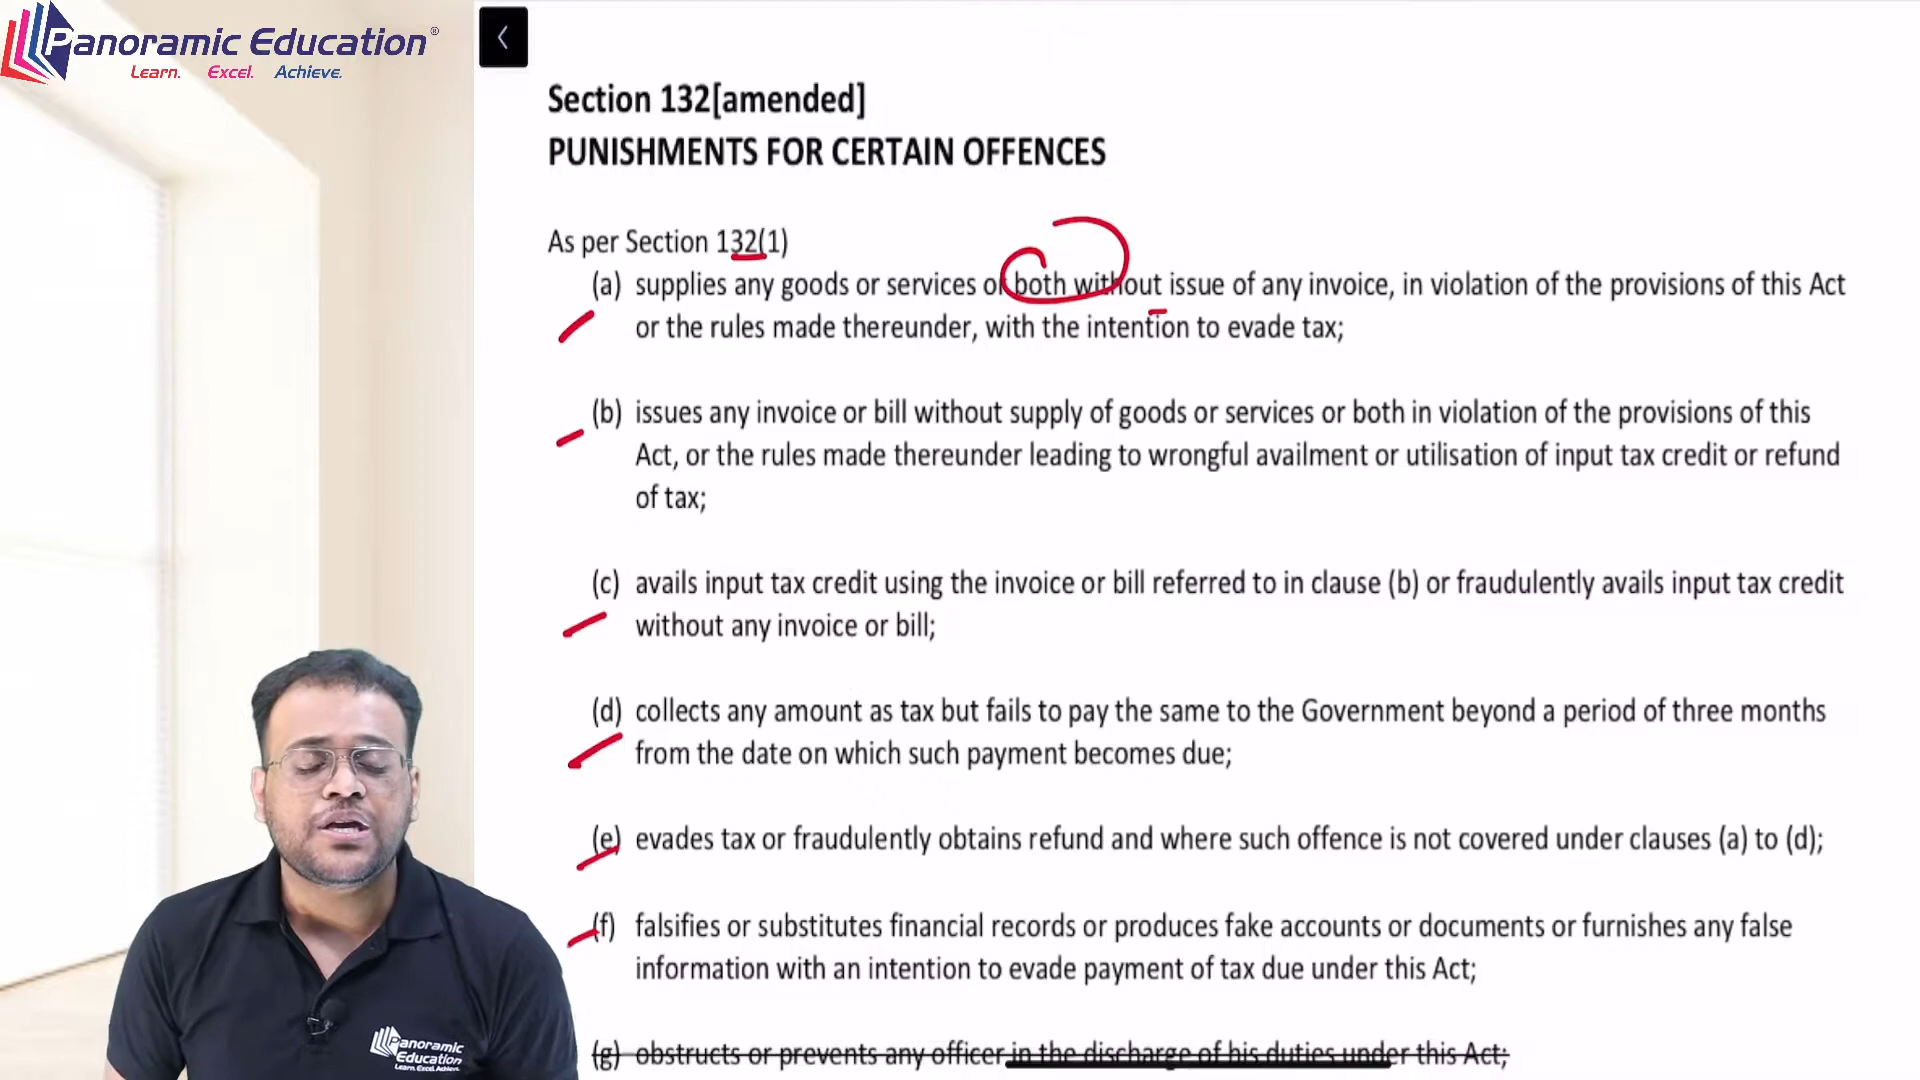 Panoramic Education®
Learn. Excel. Achieve.
Section 132[amended]
PUNISHMENTS FOR CERTAIN OFFENCES
As per Section 132(1)
(a) supplies any goods or services or both without issue of any invoice, in violation of the provisions of this Act
or the rules made thereunder, with the intention to evade tax;
(b) issues any invoice or bill without supply of goods or services or both in violation of the provisions of this
Act, or the rules made thereunder leading to wrongful availment or utilisation of input tax credit or refund
of tax;
(c) avails input tax credit using the invoice or bill referred to in clause (b) or fraudulently avails input tax credit
without any invoice or bill;
(d) collects any amount as tax but fails to pay the same to the Government beyond a period of three months
from the date on which such payment becomes due;
(e) evades tax or fraudulently obtains refund and where such offence is not covered under clauses (a) to (d);
(f) falsifies or substitutes financial records or produces fake accounts or documents or furnishes any false
information with an intention to evade payment of tax due under this Act;
(g) obstructs or prevents any officer in the discharge of his duties under this Act;
Panoramic
Education
Learn. Excel. Achieve.